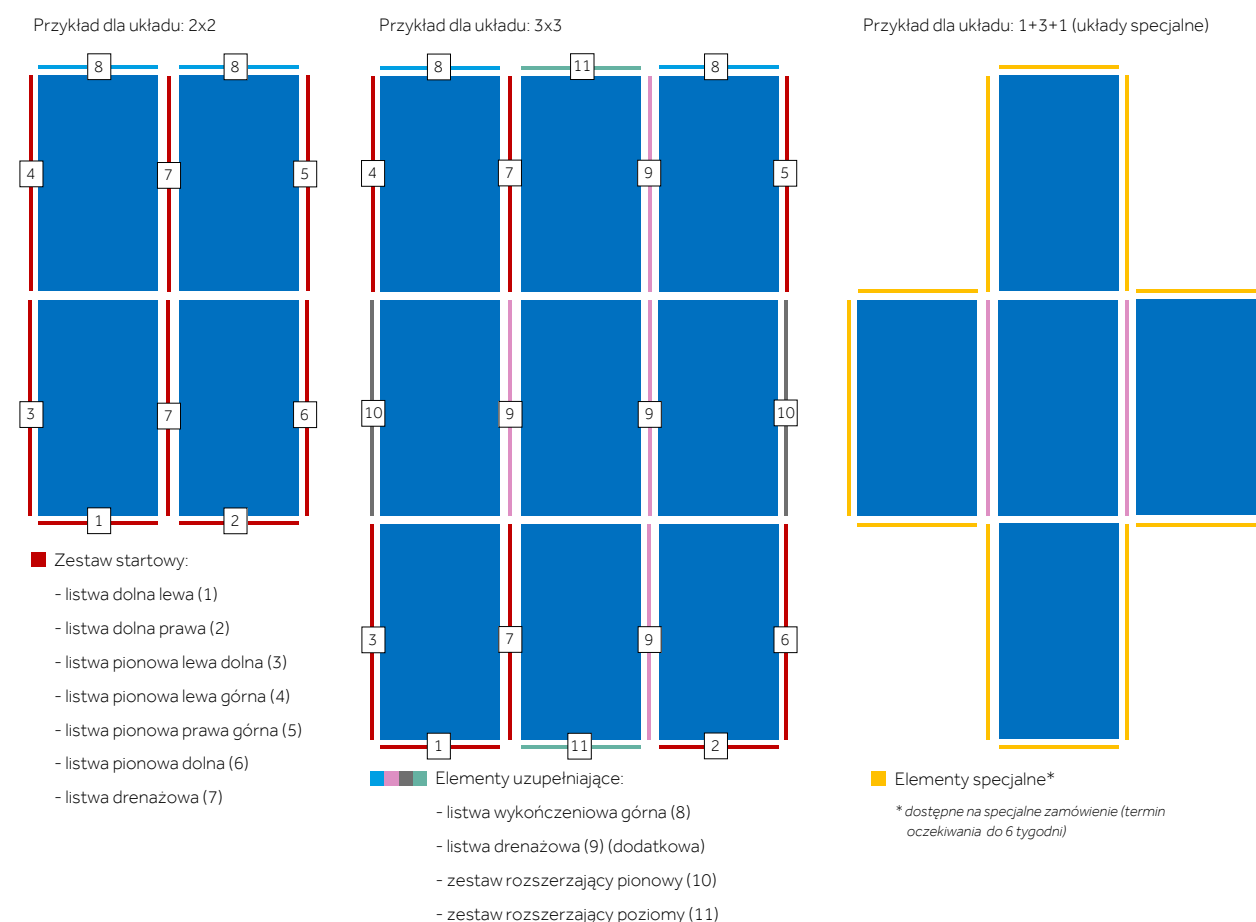 Przykład dla układu: 2x2
8
8
4
7
5
3
7
6
1
2
Zestaw startowy:
- listwa dolna lewa (1)
- listwa dolna prawa (2)
- listwa pionowa lewa dolna (3)
- listwa pionowa lewa górna (4)
- listwa pionowa prawa górna (5)
- listwa pionowa dolna (6)
- listwa drenażowa (7)
Przykład dla układu: 3x3
8
11
8
4
7
9
5
10
9
9
10
3
7
9
6
1
11
2
Elementy uzupełniające:
- listwa wykończeniowa górna (8)
- listwa drenażowa (9) (dodatkowa)
- zestaw rozszerzający pionowy (10)
- zestaw rozszerzający poziomy (11)
Przykład dla układu: 1+3+1 (układy specjalne)
Elementy specjalne*
* dostępne na specjalne zamówienie (termin
oczekiwania do 6 tygodni)